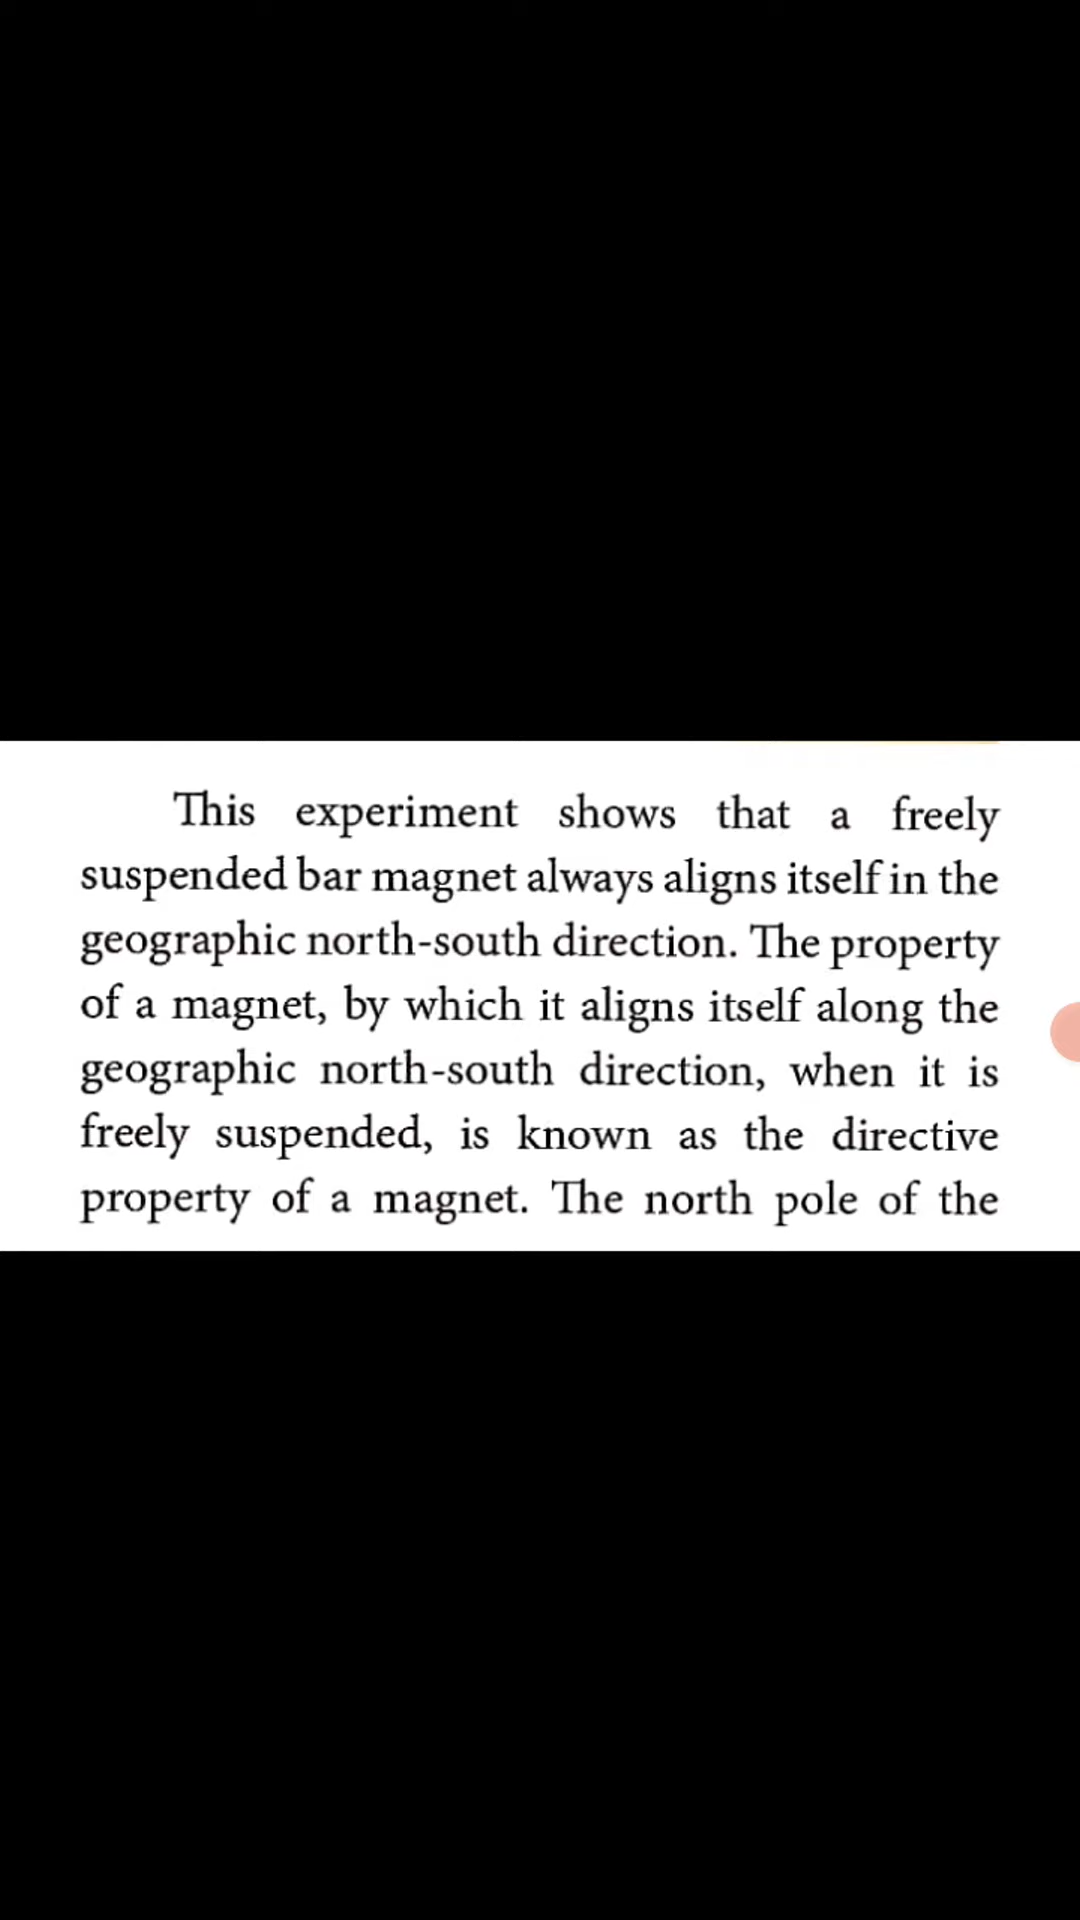 This experiment shows that a freely
suspended bar magnet always aligns itself in the
geographic north-south direction. The property
of a magnet, by which it aligns itself along the
geographic north-south direction, when it is
freely suspended, is known as the directive
property of a magnet. The north pole of the